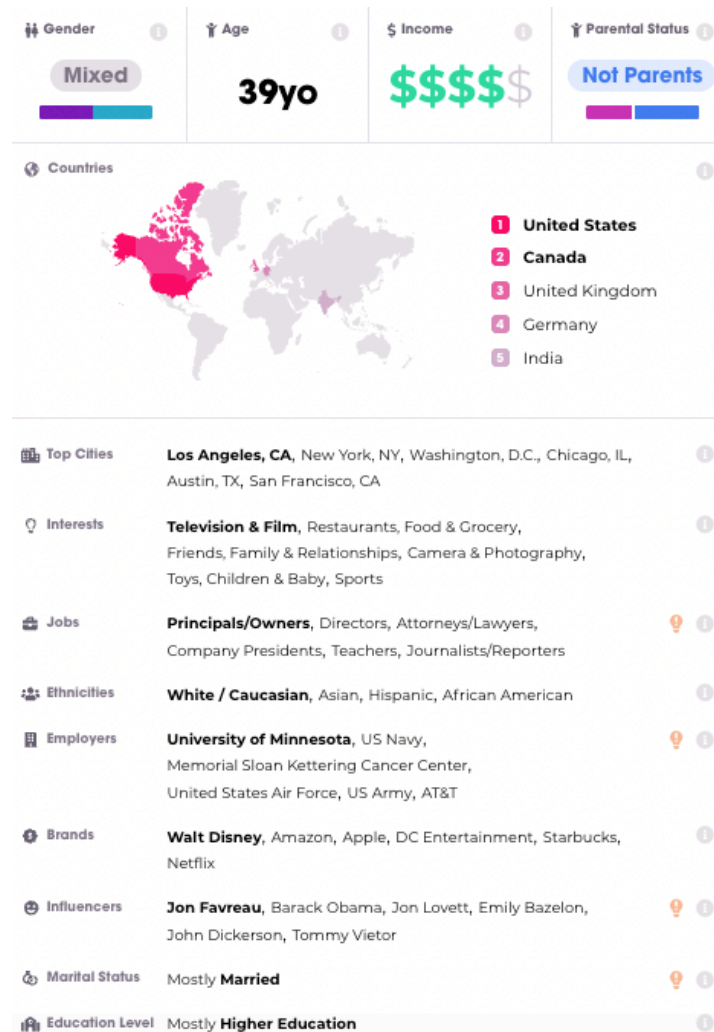 Gender
Age
$ Income
Parental Status
Mixed
39yo
$$$$$
Not Parents
Countries
1 United States
2 Canada
3 United Kingdom
4 Germany
5 India
Top Cities
Los Angeles, CA, New York, NY, Washington, D.C., Chicago, IL,
Austin, TX, San Francisco, CA
Interests
Television & Film, Restaurants, Food & Grocery,
Friends, Family & Relationships, Camera & Photography,
Toys, Children & Baby, Sports
Jobs
Principals/Owners, Directors, Attorneys/Lawyers,
Company Presidents, Teachers, Journalists/Reporters
Ethnicities
White / Caucasian, Asian, Hispanic, African American
Employers
University of Minnesota, US Navy,
Memorial Sloan Kettering Cancer Center,
United States Air Force, US Army, AT&T
Brands
Walt Disney, Amazon, Apple, DC Entertainment, Starbucks,
Netflix
Influencers
Jon Favreau, Barack Obama, Jon Lovett, Emily Bazelon,
John Dickerson, Tommy Vietor
Marital Status
Mostly Married
Education Level
Mostly Higher Education